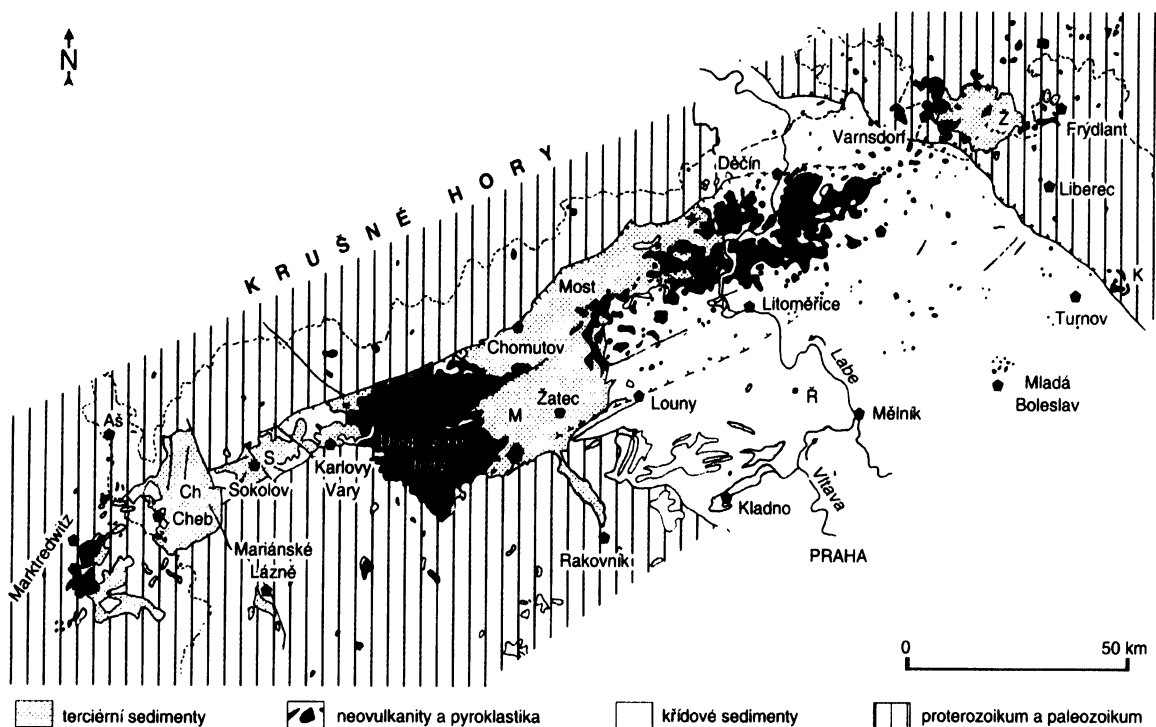 N
KRUŠNÉ HORY
Varnsdorf
Ž
Frýdlant
Děčín
Liberec
Most
K
Litoměřice
Turnov
Chomutov
Labe
Mladá
Boleslav
Ř
Žatec
M
Louny
Mělník
Aš
S
Karlovy
Vary
Sokolov
Ch
Cheb
Vltava
Kladno
Marktredwitz
Mariánské
Lázně
Rakovník
PRAHA
0 50 km
terciérní sedimenty
neovulkanity a pyroklastika
křídové sedimenty
proterozoikum a paleozoikum